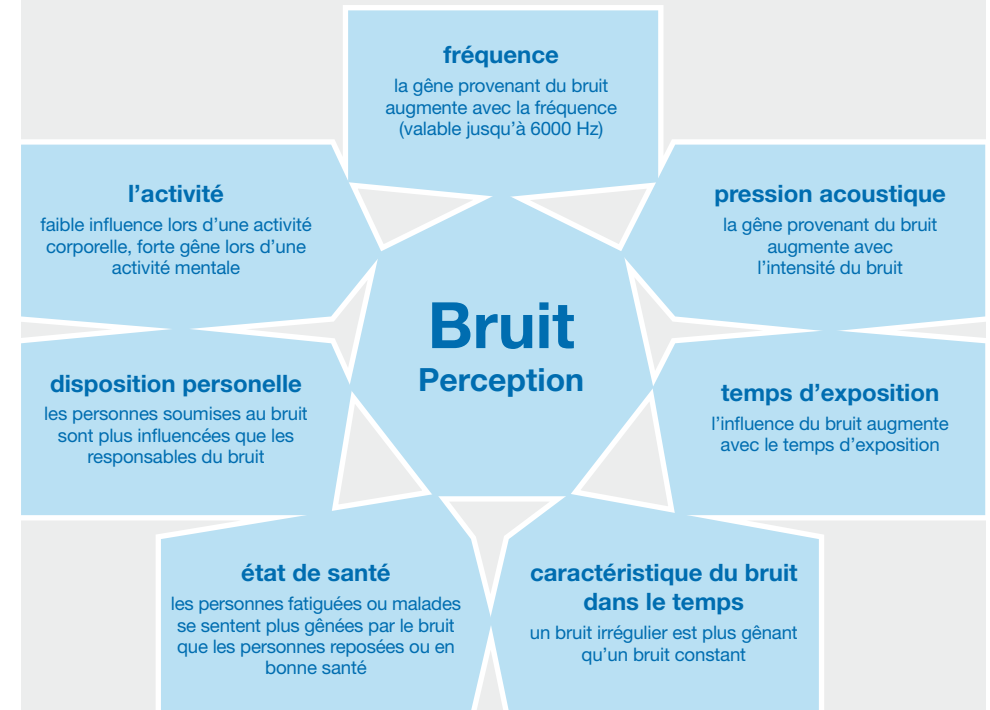 fréquence
la gêne provenant du bruit
augmente avec la fréquence
(valable jusqu'à 6000 Hz)
l'activité
faible influence lors d'une activité
corporelle, forte gêne lors d'une
activité mentale
pression acoustique
la gêne provenant du bruit
augmente avec
l'intensité du bruit
Bruit
Perception
disposition personelle
les personnes soumises au bruit
sont plus influencées que les
responsables du bruit
temps d'exposition
l'influence du bruit augmente
avec le temps d'exposition
état de santé
les personnes fatiguées ou malades
se sentent plus gênées par le bruit
que les personnes reposées ou en
bonne santé
caractéristique du bruit
dans le temps
un bruit irrégulier est plus gênant
qu'un bruit constant